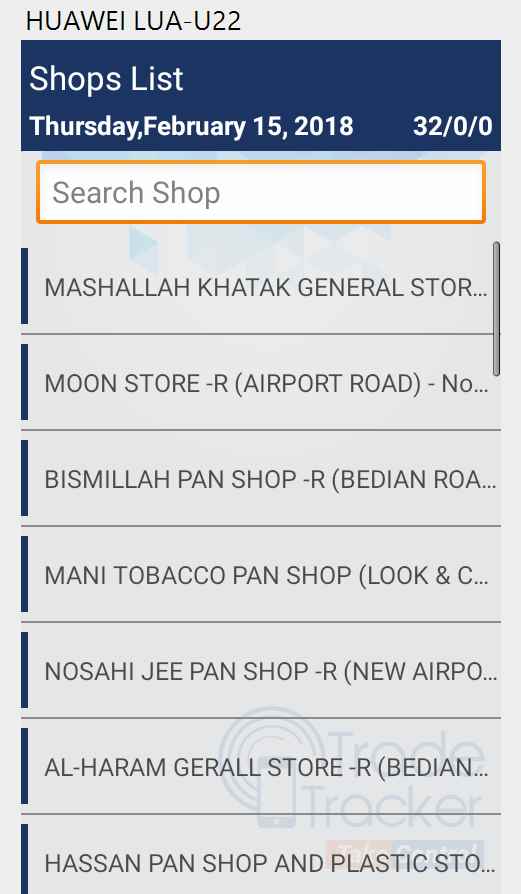 HUAWEI LUA-U22
Shops List
Thursday,February 15, 2018 32/0/0
Search Shop
MASHALLAH KHATAK GENERAL STOR...
MOON STORE -R (AIRPORT ROAD) - No...
BISMILLAH PAN SHOP -R (BEDIAN ROA...
MANI TOBACCO PAN SHOP (LOOK & C...
NOSAHI JEE PAN SHOP -R (NEW AIRPO...
Trade
AL-HARAM GERALL STORE -R (BEDIAN...
Tracker
Take Control
HASSAN PAN SHOP AND PLASTIC STO...